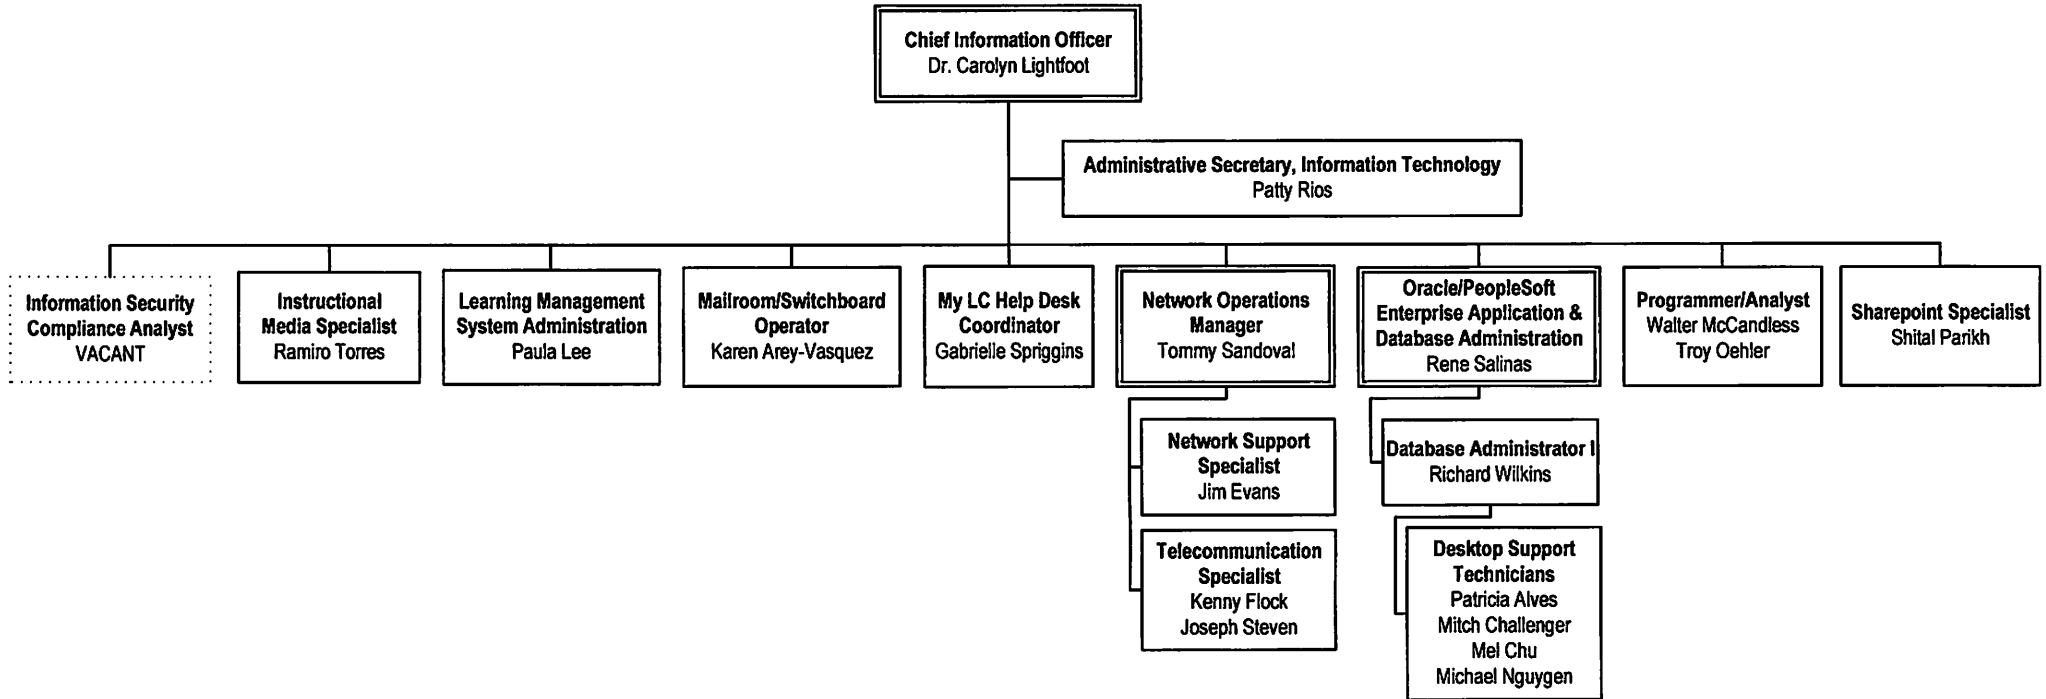 Chief Information Officer
Dr. Carolyn Lightfoot
Administrative Secretary, Information Technology
Patty Rios
Information Security
Compliance Analyst
VACANT
Instructional
Media Specialist
Ramiro Torres
Learning Management
System Administration
Paula Lee
Mailroom/Switchboard
Operator
Karen Arey-Vasquez
My LC Help Desk
Coordinator
Gabrielle Spriggins
Network Operations
Manager
Tommy Sandoval
Oracle/PeopleSoft
Enterprise Application &
Database Administration
Rene Salinas
Programmer/Analyst
Walter McCandless
Troy Oehler
Sharepoint Specialist
Shital Parikh
Network Support
Specialist
Jim Evans
Telecommunication
Specialist
Kenny Flock
Joseph Steven
Database Administrator I
Richard Wilkins
Desktop Support
Technicians
Patricia Alves
Mitch Challenger
Mel Chu
Michael Nguygen